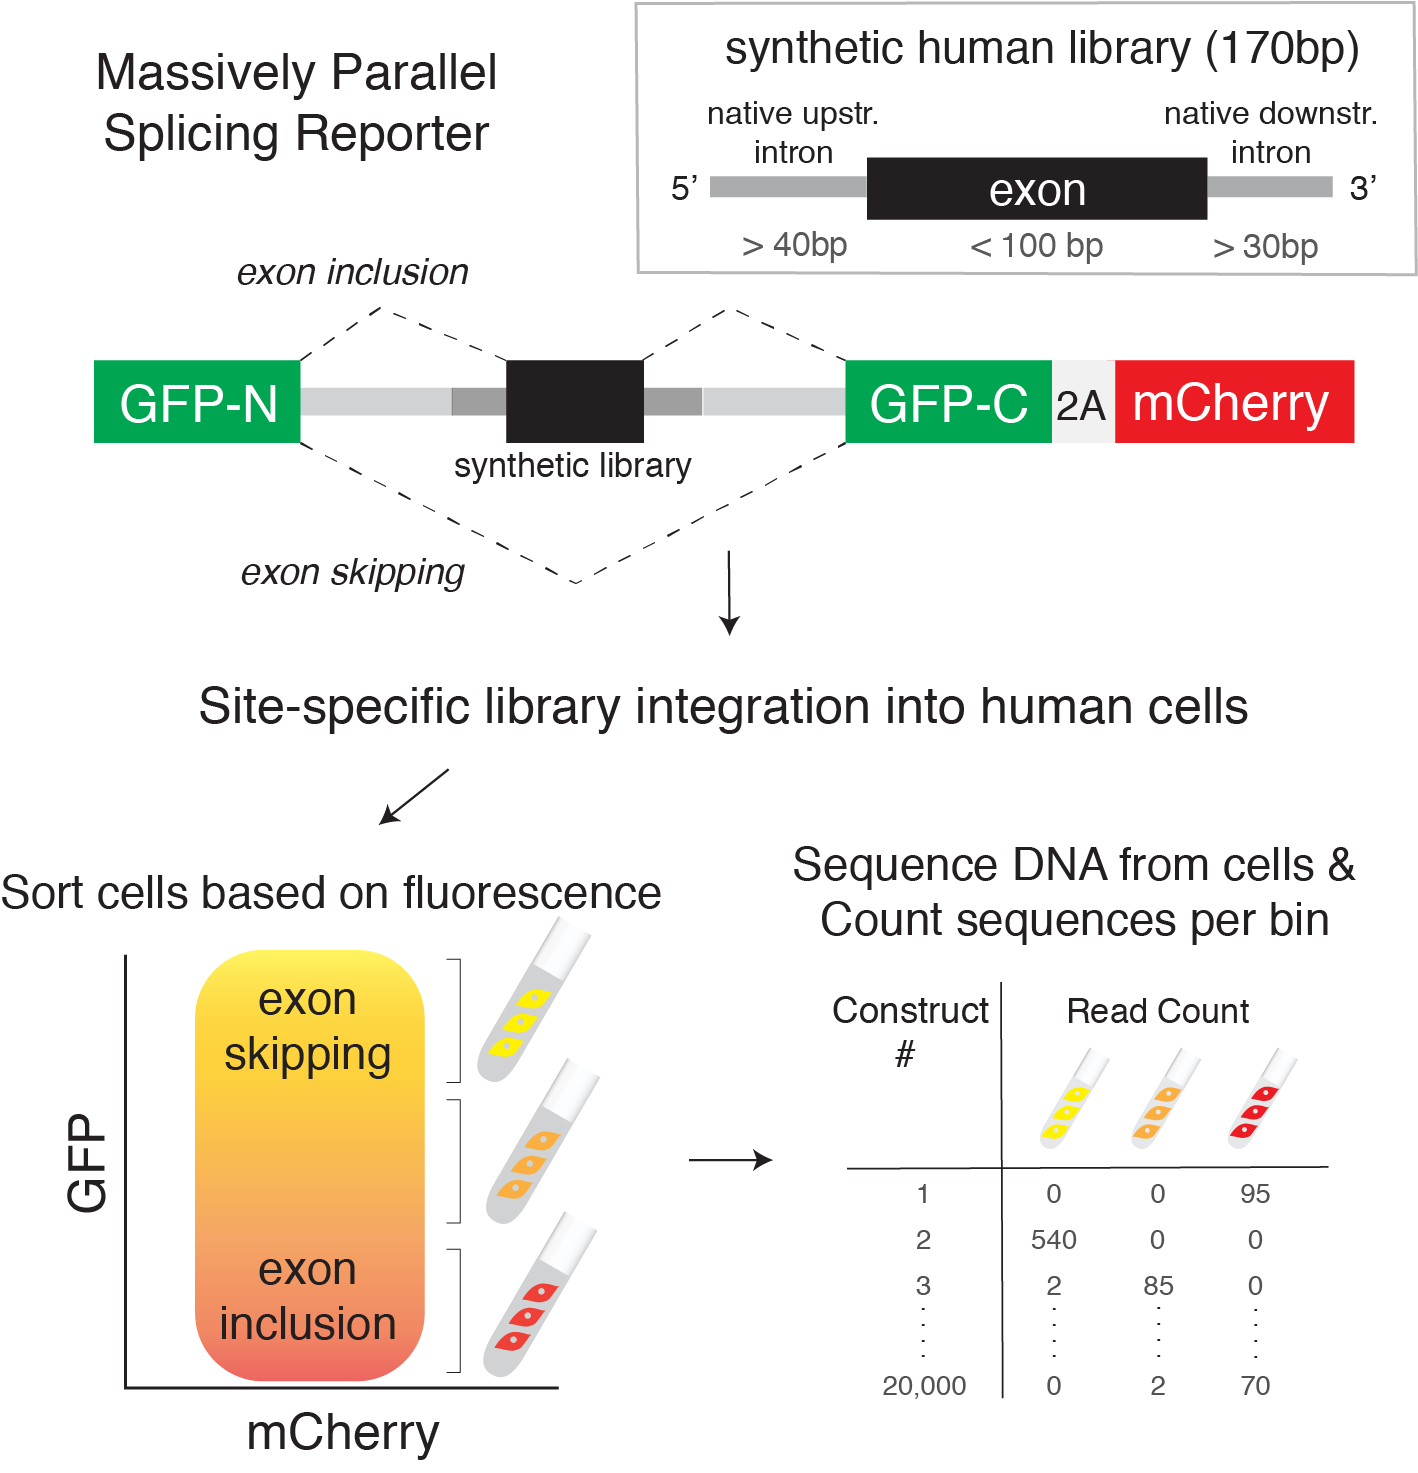 Massively Parallel
Splicing Reporter
synthetic human library (170bp)
native upstr.
intron
native downstr.
intron
5’
exon
3’
> 40bp
< 100 bp
> 30bp
exon inclusion
GFP-N
GFP-C
2A
mCherry
synthetic library
exon skipping
Site-specific library integration into human cells
Sort cells based on fluorescence
GFP
exon
skipping
exon
inclusion
mCherry
Sequence DNA from cells &
Count sequences per bin
Construct
#
Read Count
1 0 0 95
2 540 0 0
3 2 85 0
20,000 0 2 70